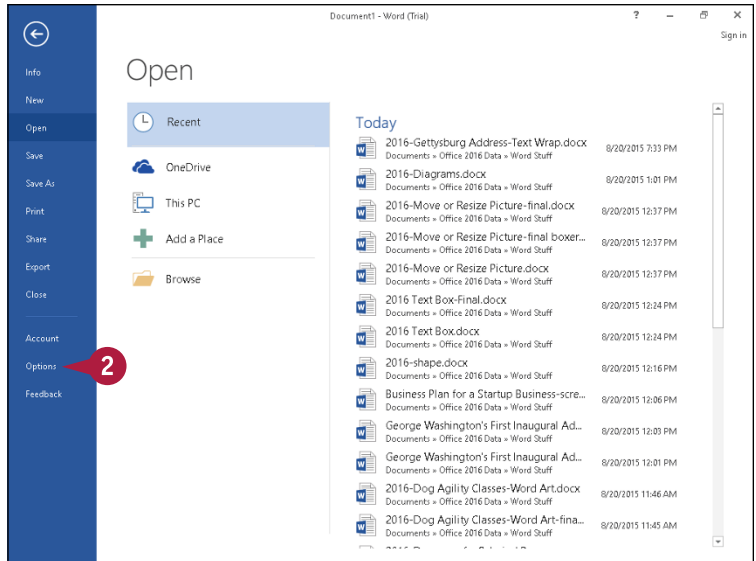 Document1 - Word (Trial)
?
Sign in
Info
New
Open
Save
Save As
Print
Share
Export
Close
Account
Options
Feedback
2
Open
Recent
OneDrive
This PC
Add a Place
Browse
Today
2016-Gettysburg Address-Text Wrap.docx 8/20/2015 7:33 PM
Documents » Office 2016 Data » Word Stuff
2016-Diagrams.docx 8/20/2015 1:01 PM
Documents » Office 2016 Data » Word Stuff
2016-Move or Resize Picture-final.docx 8/20/2015 12:37 PM
Documents » Office 2016 Data » Word Stuff
2016-Move or Resize Picture-final boxer... 8/20/2015 12:37 PM
Documents » Office 2016 Data » Word Stuff
2016-Move or Resize Picture.docx 8/20/2015 12:37 PM
Documents » Office 2016 Data » Word Stuff
2016 Text Box-Final.docx 8/20/2015 12:24 PM
Documents » Office 2016 Data » Word Stuff
2016 Text Box.docx 8/20/2015 12:24 PM
Documents » Office 2016 Data » Word Stuff
2016-shape.docx 8/20/2015 12:16 PM
Documents » Office 2016 Data » Word Stuff
Business Plan for a Startup Business-scre... 8/20/2015 12:06 PM
Documents » Office 2016 Data » Word Stuff
George Washington's First Inaugural Ad... 8/20/2015 12:03 PM
Documents » Office 2016 Data » Word Stuff
George Washington's First Inaugural Ad... 8/20/2015 12:01 PM
Documents » Office 2016 Data » Word Stuff
2016-Dog Agility Classes-Word Art.docx 8/20/2015 11:46 AM
Documents » Office 2016 Data » Word Stuff
2016-Dog Agility Classes-Word Art-fina... 8/20/2015 11:45 AM
Documents » Office 2016 Data » Word Stuff